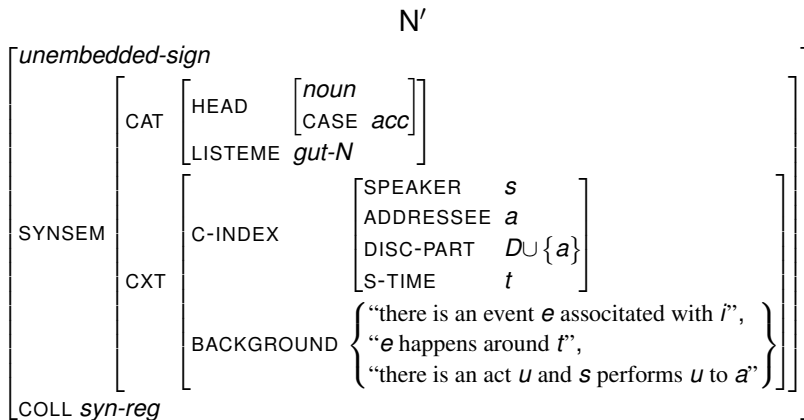 N′
unembedded-sign
SYNSEM
CAT
HEAD
noun
CASE acc
LISTEME gut-N
CXT
C-INDEX
SPEAKER s
ADDRESSEE a
DISC-PART D∪{a}
S-TIME t
BACKGROUND
“there is an event e associtated with i”,
“e happens around t”,
“there is an act u and s performs u to a”
COLL syn-reg